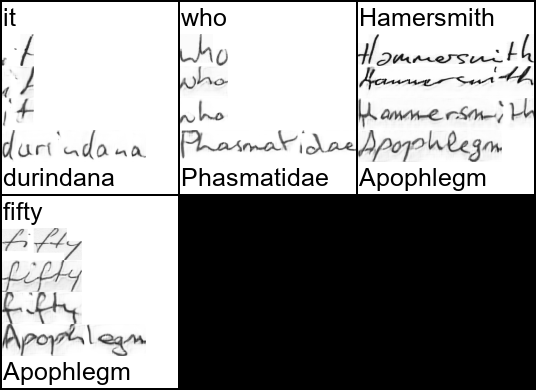 it
it
it
it
durindana
durindana
who
who
who
who
Phasmatidae
Phasmatidae
Hamersmith
Hammersmith
Hammersmith
Hammersmith
Apophlegm
Apophlegm
fifty
fifty
fifty
fifty
Apophlegm
Apophlegm